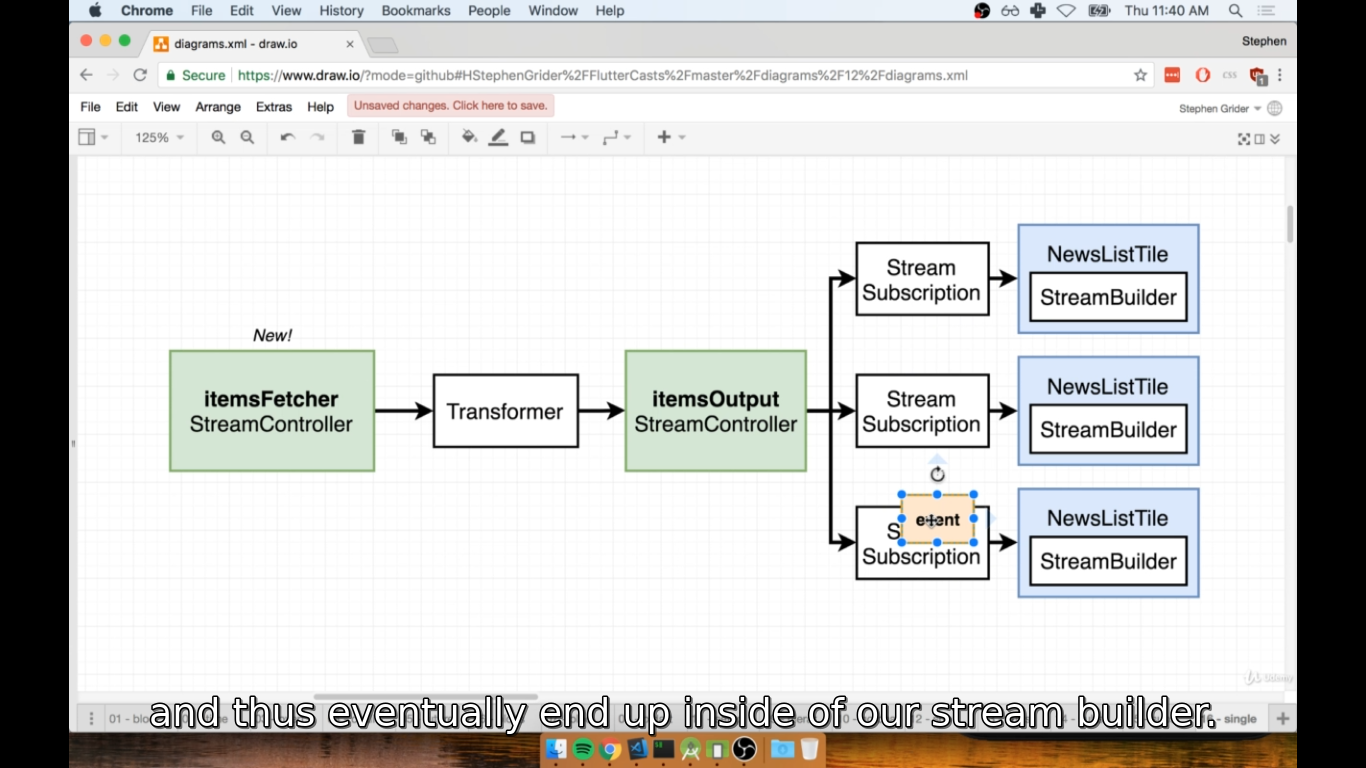 Chrome File Edit View History Bookmarks People Window Help Thu 11:40 AM
diagrams.xml - draw.io Stephen
Secure https://www.draw.io/?mode=github#HStephenGrider%2FFlutterCasts%2Fmaster%2Fdiagrams%2F12%2Fdiagrams.xml
File Edit View Arrange Extras Help Unsaved changes. Click here to save. Stephen Grider
125%
Stream
Subscription
NewsListTile
StreamBuilder
New!
itemsFetcher
StreamController
Transformer
itemsOutput
StreamController
Stream
Subscription
NewsListTile
StreamBuilder
event
S
Subscription
NewsListTile
StreamBuilder
Udemy
01 - blo
- single
and thus eventually end up inside of our stream builder.